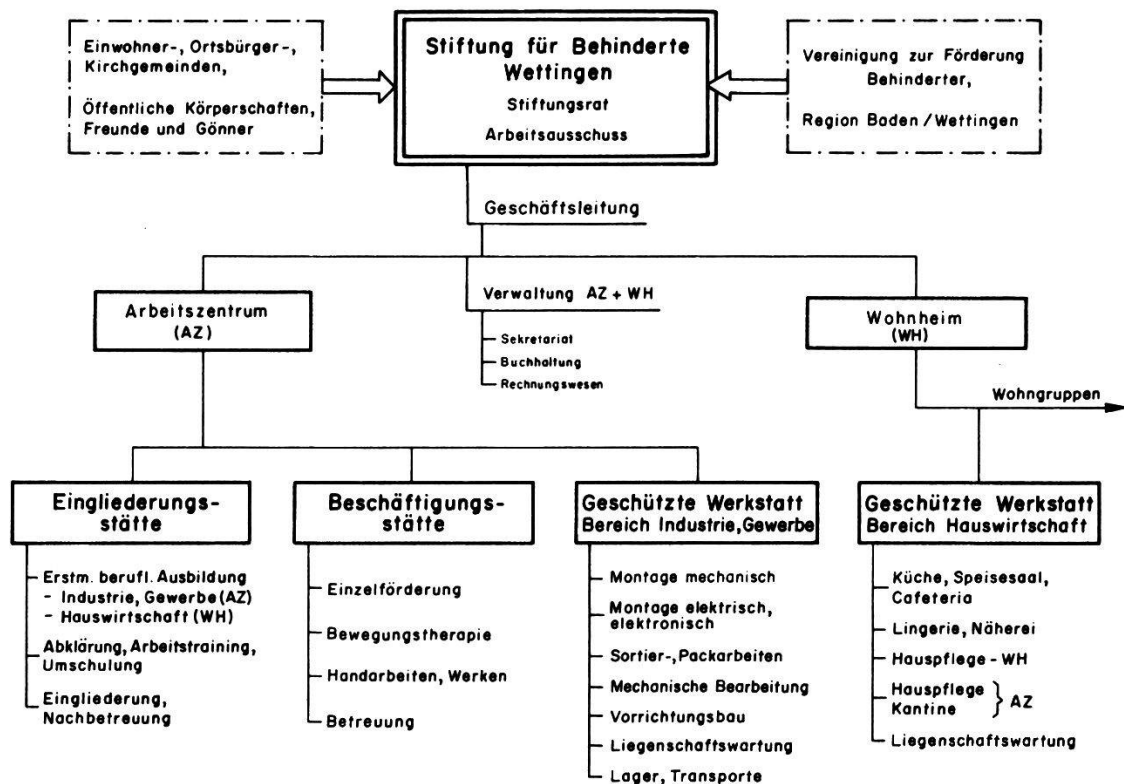 Einwohner-, Ortsbürger-,
Kirchgemeinden,
Öffentliche Körperschaften,
Freunde und Gönner
Stiftung für Behinderte
Wettingen
Stiftungsrat
Arbeitsausschuss
Vereinigung zur Förderung
Behinderter,
Region Baden/Wettingen
Geschäftsleitung
Arbeitszentrum
(AZ)
Verwaltung AZ + WH
Sekretariat
Buchhaltung
Rechnungswesen
Wohnheim
(WH)
Wohngruppen
Eingliederungs-
stätte
Erstm. berufl. Ausbildung
- Industrie, Gewerbe (AZ)
- Hauswirtschaft (WH)
Abklärung, Arbeitstraining,
Umschulung
Eingliederung,
Nachbetreuung
Beschäftigungs-
stätte
Einzelförderung
Bewegungstherapie
Handarbeiten, Werken
Betreuung
Geschützte Werkstatt
Bereich Industrie, Gewerbe
Montage mechanisch
Montage elektrisch,
elektronisch
Sortier-, Packarbeiten
Mechanische Bearbeitung
Vorrichtungsbau
Liegenschaftswartung
Lager, Transporte
Geschützte Werkstatt
Bereich Hauswirtschaft
Küche, Speisesaal,
Cafeteria
Lingerie, Näherei
Hauspflege - WH
Hauspflege
Kantine } AZ
Liegenschaftswartung